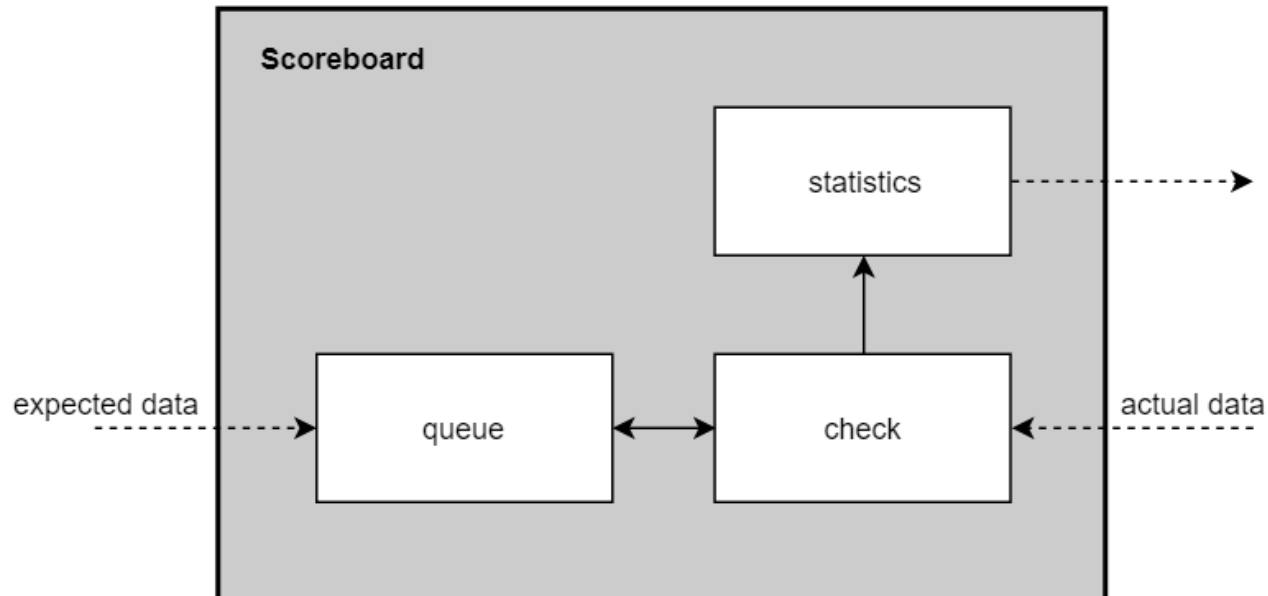 Scoreboard
statistics
expected data
queue
check
actual data